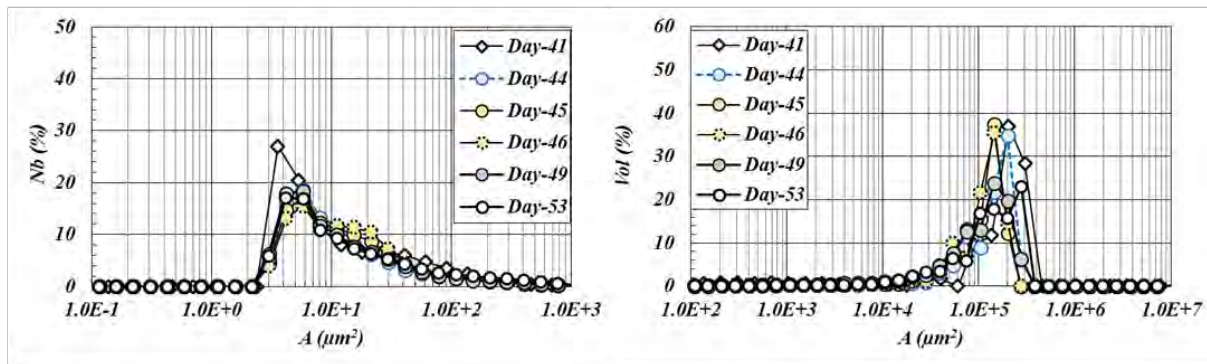 50
40
30
20
10
0
Nb (%)
1.0E-1 1.0E+0 1.0E+1 1.0E+2 1.0E+3
A (µm²)
Day-41
Day-44
Day-45
Day-46
Day-49
Day-53
60
50
40
30
20
10
0
Vol (%)
1.0E+2 1.0E+3 1.0E+4 1.0E+5 1.0E+6 1.0E+7
A (µm²)
Day-41
Day-44
Day-45
Day-46
Day-49
Day-53